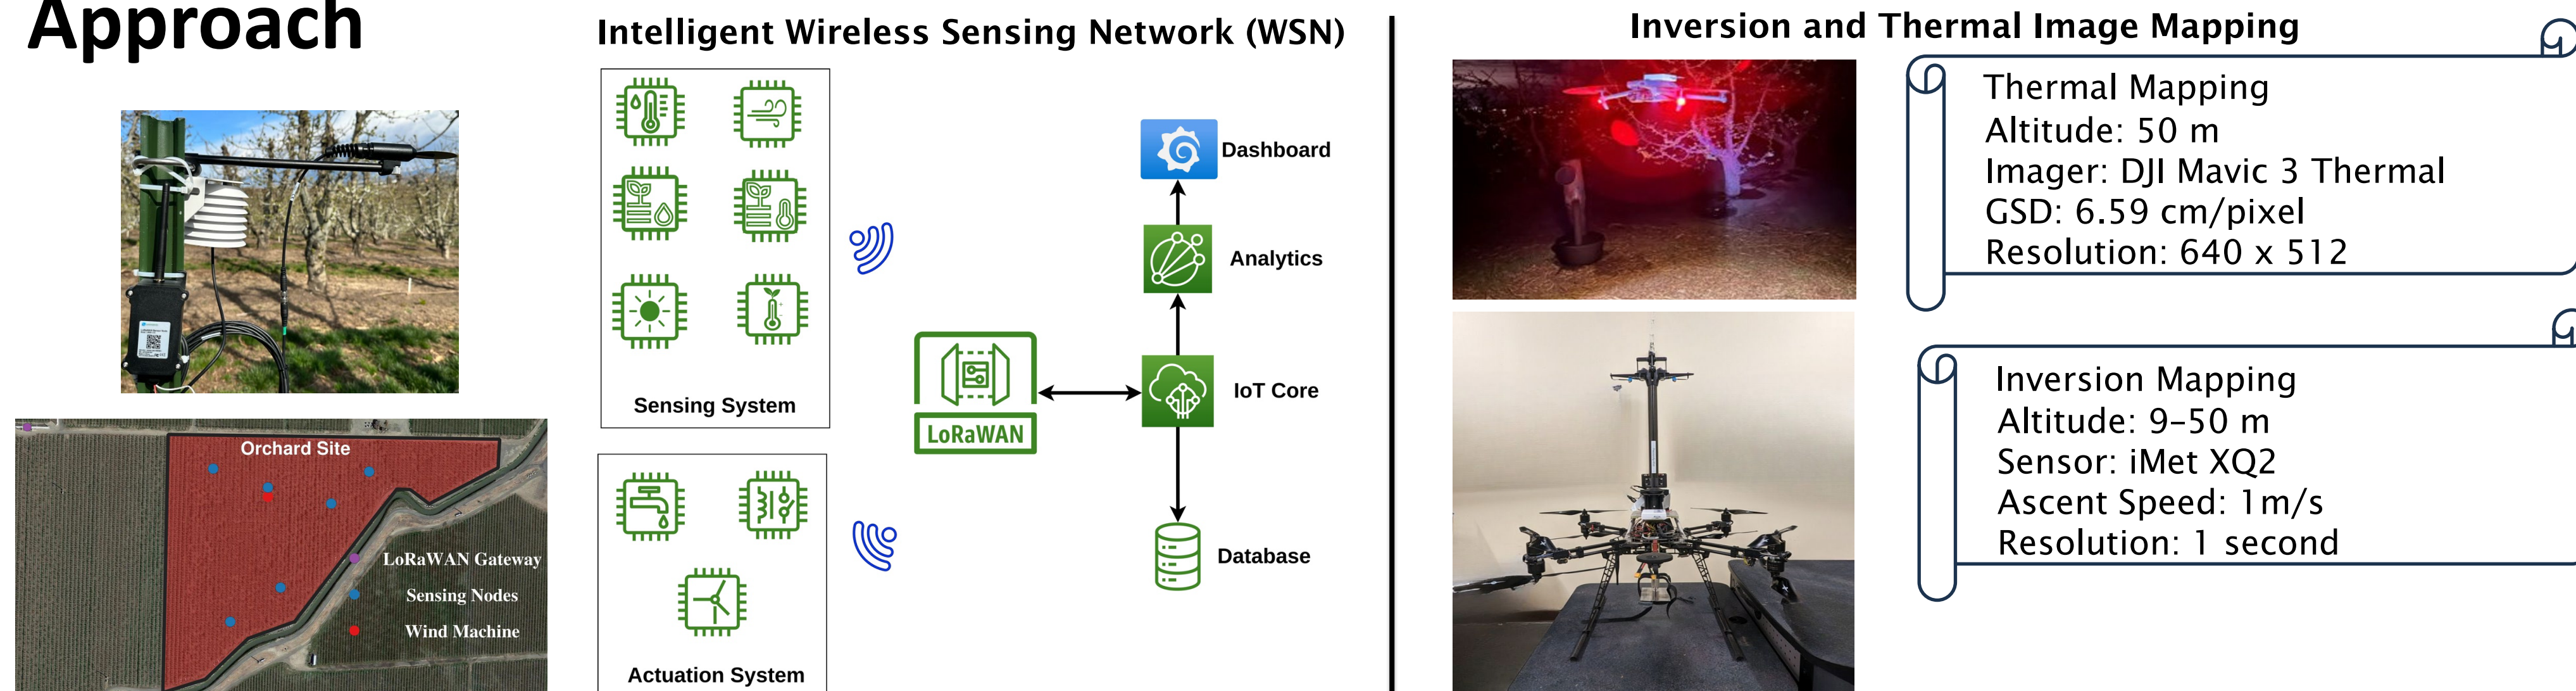 Approach
Intelligent Wireless Sensing Network (WSN)
Orchard Site
LoRaWAN Gateway
Sensing Nodes
Wind Machine
Sensing System
Actuation System
LoRaWAN
Dashboard
Analytics
IoT Core
Database
Inversion and Thermal Image Mapping
Thermal Mapping
Altitude: 50 m
Imager: DJI Mavic 3 Thermal
GSD: 6.59 cm/pixel
Resolution: 640 x 512
Inversion Mapping
Altitude: 9–50 m
Sensor: iMet XQ2
Ascent Speed: 1m/s
Resolution: 1 second